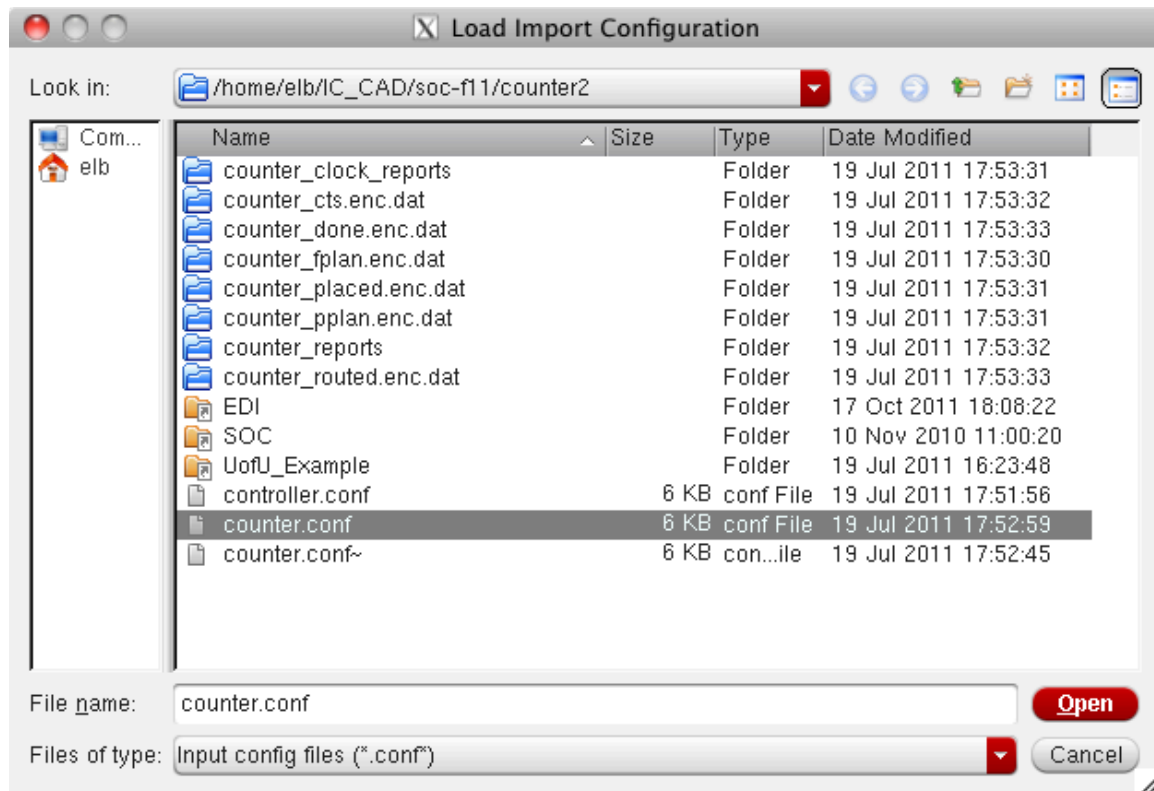 X Load Import Configuration
Look in: /home/elb/IC_CAD/soc-f11/counter2
Com...
elb
Name Size Type Date Modified
counter_clock_reports Folder 19 Jul 2011 17:53:31
counter_cts.enc.dat Folder 19 Jul 2011 17:53:32
counter_done.enc.dat Folder 19 Jul 2011 17:53:33
counter_fplan.enc.dat Folder 19 Jul 2011 17:53:30
counter_placed.enc.dat Folder 19 Jul 2011 17:53:31
counter_pplan.enc.dat Folder 19 Jul 2011 17:53:31
counter_reports Folder 19 Jul 2011 17:53:32
counter_routed.enc.dat Folder 19 Jul 2011 17:53:33
EDI Folder 17 Oct 2011 18:08:22
SOC Folder 10 Nov 2010 11:00:20
UofU_Example Folder 19 Jul 2011 16:23:48
controller.conf 6 KB conf File 19 Jul 2011 17:51:56
counter.conf 6 KB conf File 19 Jul 2011 17:52:59
counter.conf~ 6 KB con...ile 19 Jul 2011 17:52:45
File name: counter.conf Open
Files of type: Input config files (*.conf*) Cancel